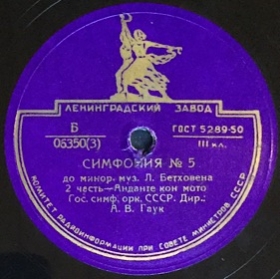 ЛЕНИНГРАДСКИЙ ЗАВОД
Б ГОСТ 5289-50
06350(3) III кл.
СИМФОНИЯ № 5
до минор, муз. Л. Бетховена
2 часть—Анданте кон мото
Гос. симф. орк. СССР. Дир.:
А. В. Гаук
КОМИТЕТ РАДИОИНФОРМАЦИИ ПРИ СОВЕТЕ МИНИСТРОВ СССР